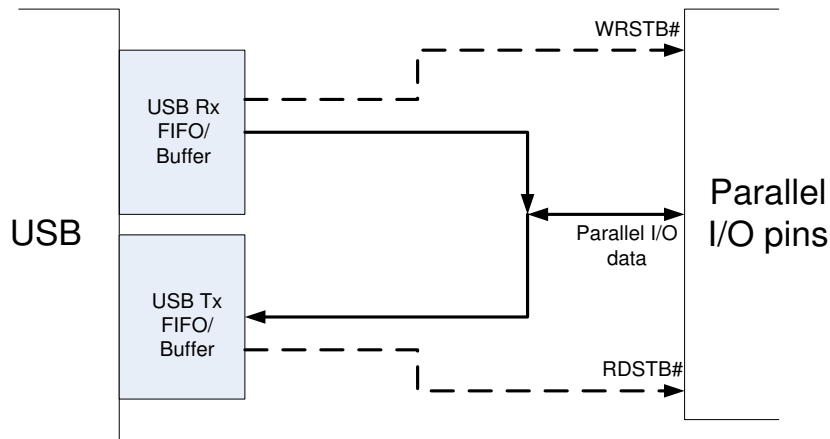 WRSTB#
USB Rx
FIFO/
Buffer
USB
Parallel I/O
data
Parallel
I/O pins
USB Tx
FIFO/
Buffer
RDSTB#